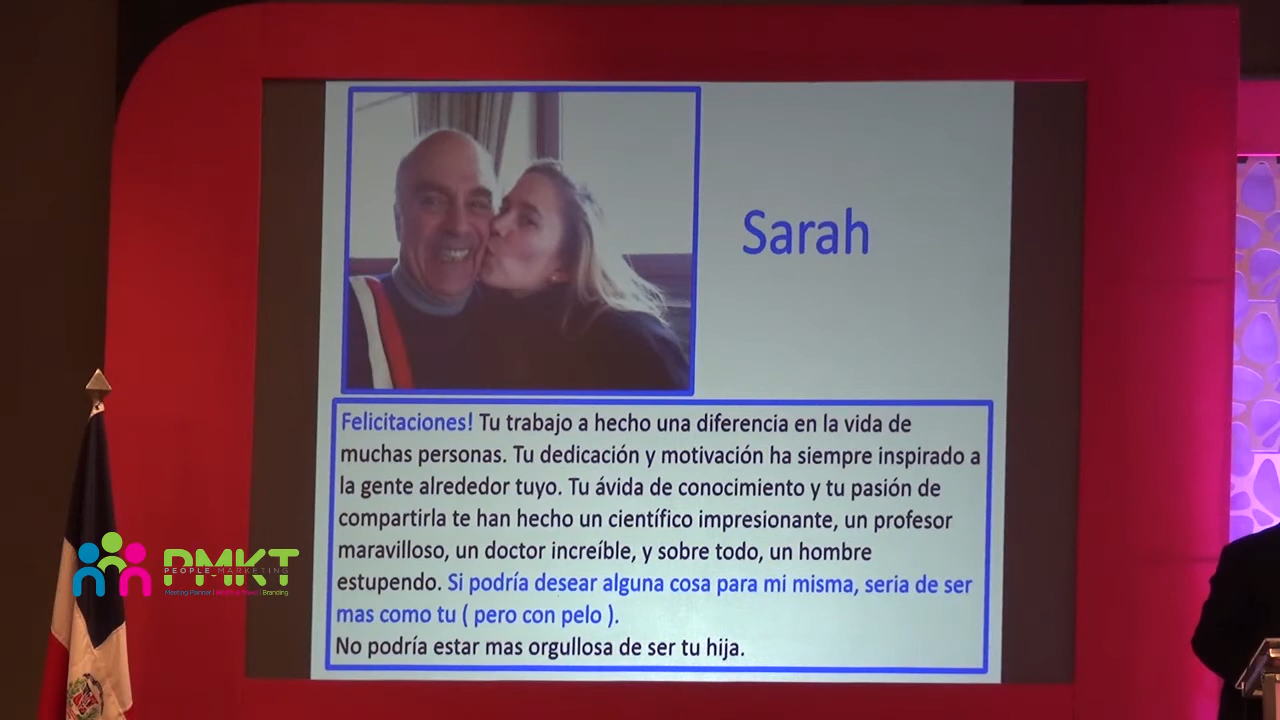 Sarah
Felicitaciones! Tu trabajo a hecho una diferencia en la vida de
muchas personas. Tu dedicación y motivación ha siempre inspirado a
la gente alrededor tuyo. Tu ávida de conocimiento y tu pasión de
compartirla te han hecho un científico impresionante, un profesor
maravilloso, un doctor increíble, y sobre todo, un hombre
estupendo. Si podría desear alguna cosa para mi misma, seria de ser
mas como tu ( pero con pelo ).
No podría estar mas orgullosa de ser tu hija.
PMKT
PEOPLE MARKETING